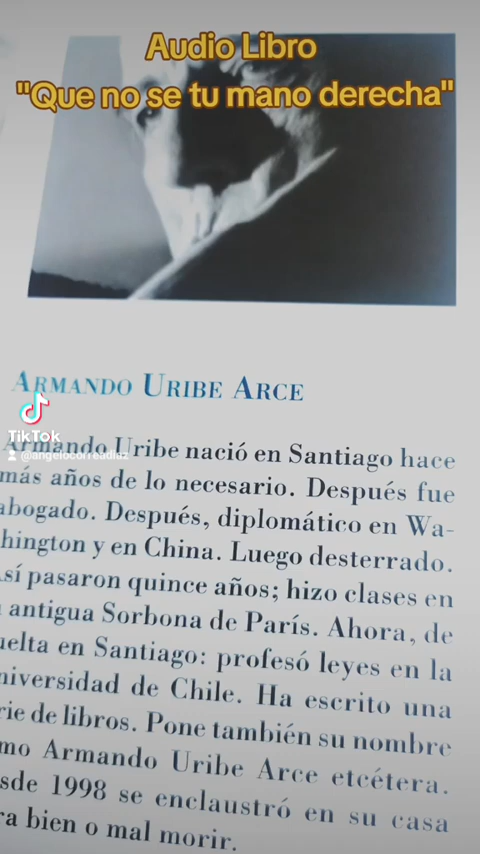 Audio Libro
"Que no se tu mano derecha"
ARMANDO URIBE ARCE
TikTok
@angelocorreadiaz
Armando Uribe nació en Santiago hace
más años de lo necesario. Después fue
abogado. Después, diplomático en Wa-
hington y en China. Luego desterrado.
sí pasaron quince años; hizo clases en
antigua Sorbona de París. Ahora, de
uelta en Santiago: profesó leyes en la
niversidad de Chile. Ha escrito una
rie de libros. Pone también su nombre
mo Armando Uribe Arce etcétera.
sde 1998 se enclaustró en su casa
ra bien o mal morir.